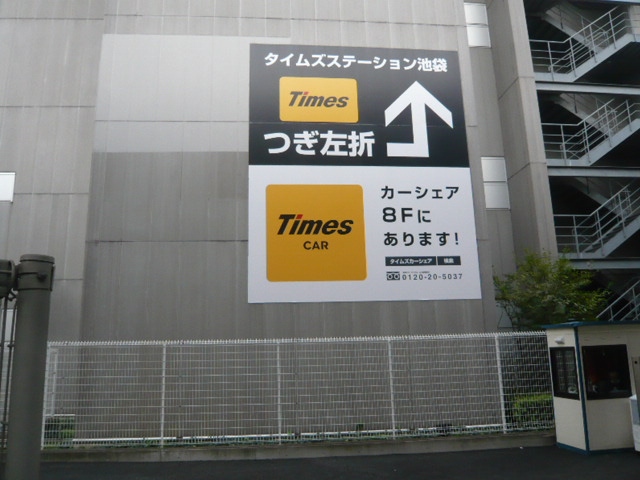 タイムズステーション池袋
Times
つぎ左折
Times
CAR
カーシェア
8Fに
あります!
タイムズカーシェア 検索
0120-20-5037